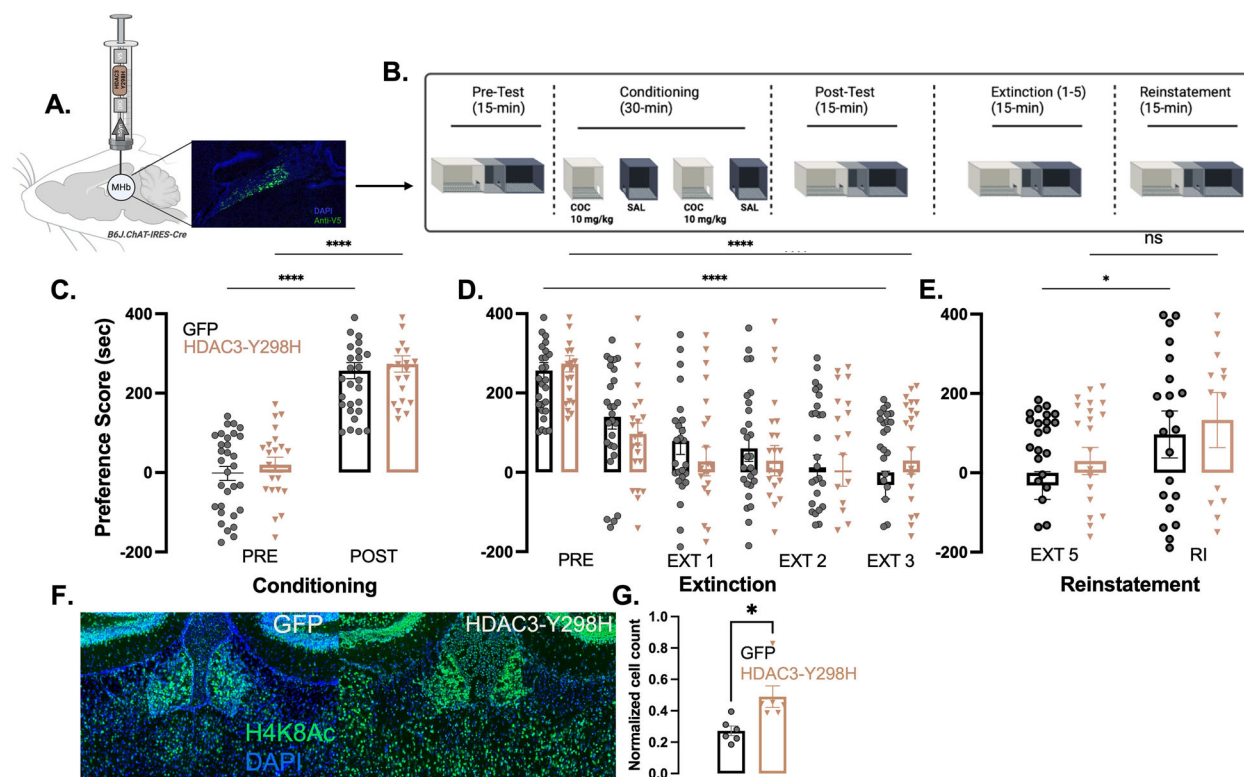 A.
HDAC3
Y298H
MHb
DAPI
Anti-V5
B6J.ChAT-IRES-Cre
B.
Pre-Test
(15-min)
Conditioning
(30-min)
Post-Test
(15-min)
Extinction (1-5)
(15-min)
Reinstatement
(15-min)
COC
10 mg/kg
SAL
COC
10 mg/kg
SAL
C.
****
****
GFP
HDAC3-Y298H
Preference Score (sec)
400
200
0
-200
PRE
POST
Conditioning
D.
****
****
400
200
0
-200
PRE
EXT 1
EXT 2
EXT 3
Extinction
E.
ns
*
400
200
0
-200
EXT 5
RI
Reinstatement
F.
GFP
H4K8Ac
DAPI
HDAC3-Y298H
G.
*
GFP
HDAC3-Y298H
Normalized cell count
1.0
0.8
0.6
0.4
0.2
0.0